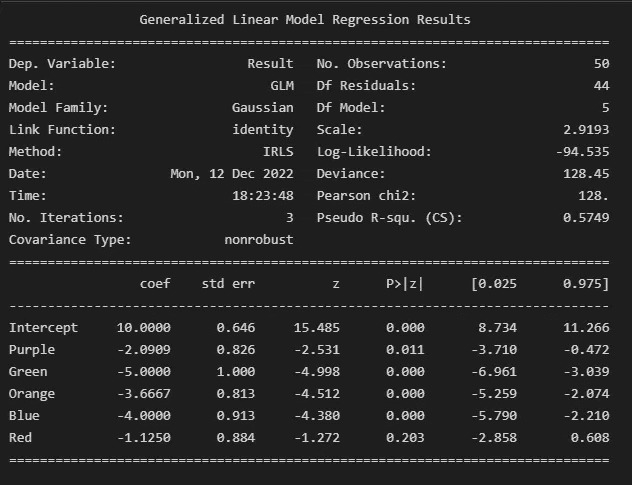 Generalized Linear Model Regression Results
==============================================================================
Dep. Variable: Result No. Observations: 50
Model: GLM Df Residuals: 44
Model Family: Gaussian Df Model: 5
Link Function: identity Scale: 2.9193
Method: IRLS Log-Likelihood: -94.535
Date: Mon, 12 Dec 2022 Deviance: 128.45
Time: 18:23:48 Pearson chi2: 128.
No. Iterations: 3 Pseudo R-squ. (CS): 0.5749
Covariance Type: nonrobust
==============================================================================
coef std err z P>|z| [0.025 0.975]
------------------------------------------------------------------------------
Intercept 10.0000 0.646 15.485 0.000 8.734 11.266
Purple -2.0909 0.826 -2.531 0.011 -3.710 -0.472
Green -5.0000 1.000 -4.998 0.000 -6.961 -3.039
Orange -3.6667 0.813 -4.512 0.000 -5.259 -2.074
Blue -4.0000 0.913 -4.380 0.000 -5.790 -2.210
Red -1.1250 0.884 -1.272 0.203 -2.858 0.608
==============================================================================